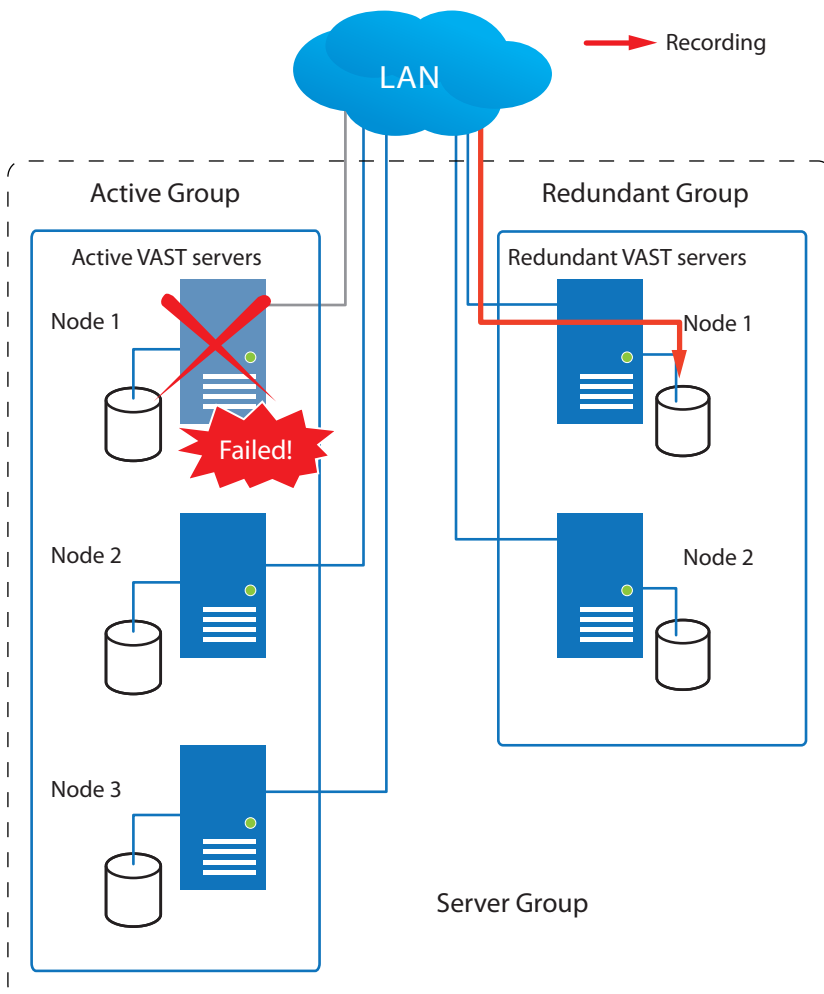 LAN
Recording
Active Group
Redundant Group
Active VAST servers
Node 1
Failed!
Node 2
Node 3
Redundant VAST servers
Node 1
Node 2
Server Group